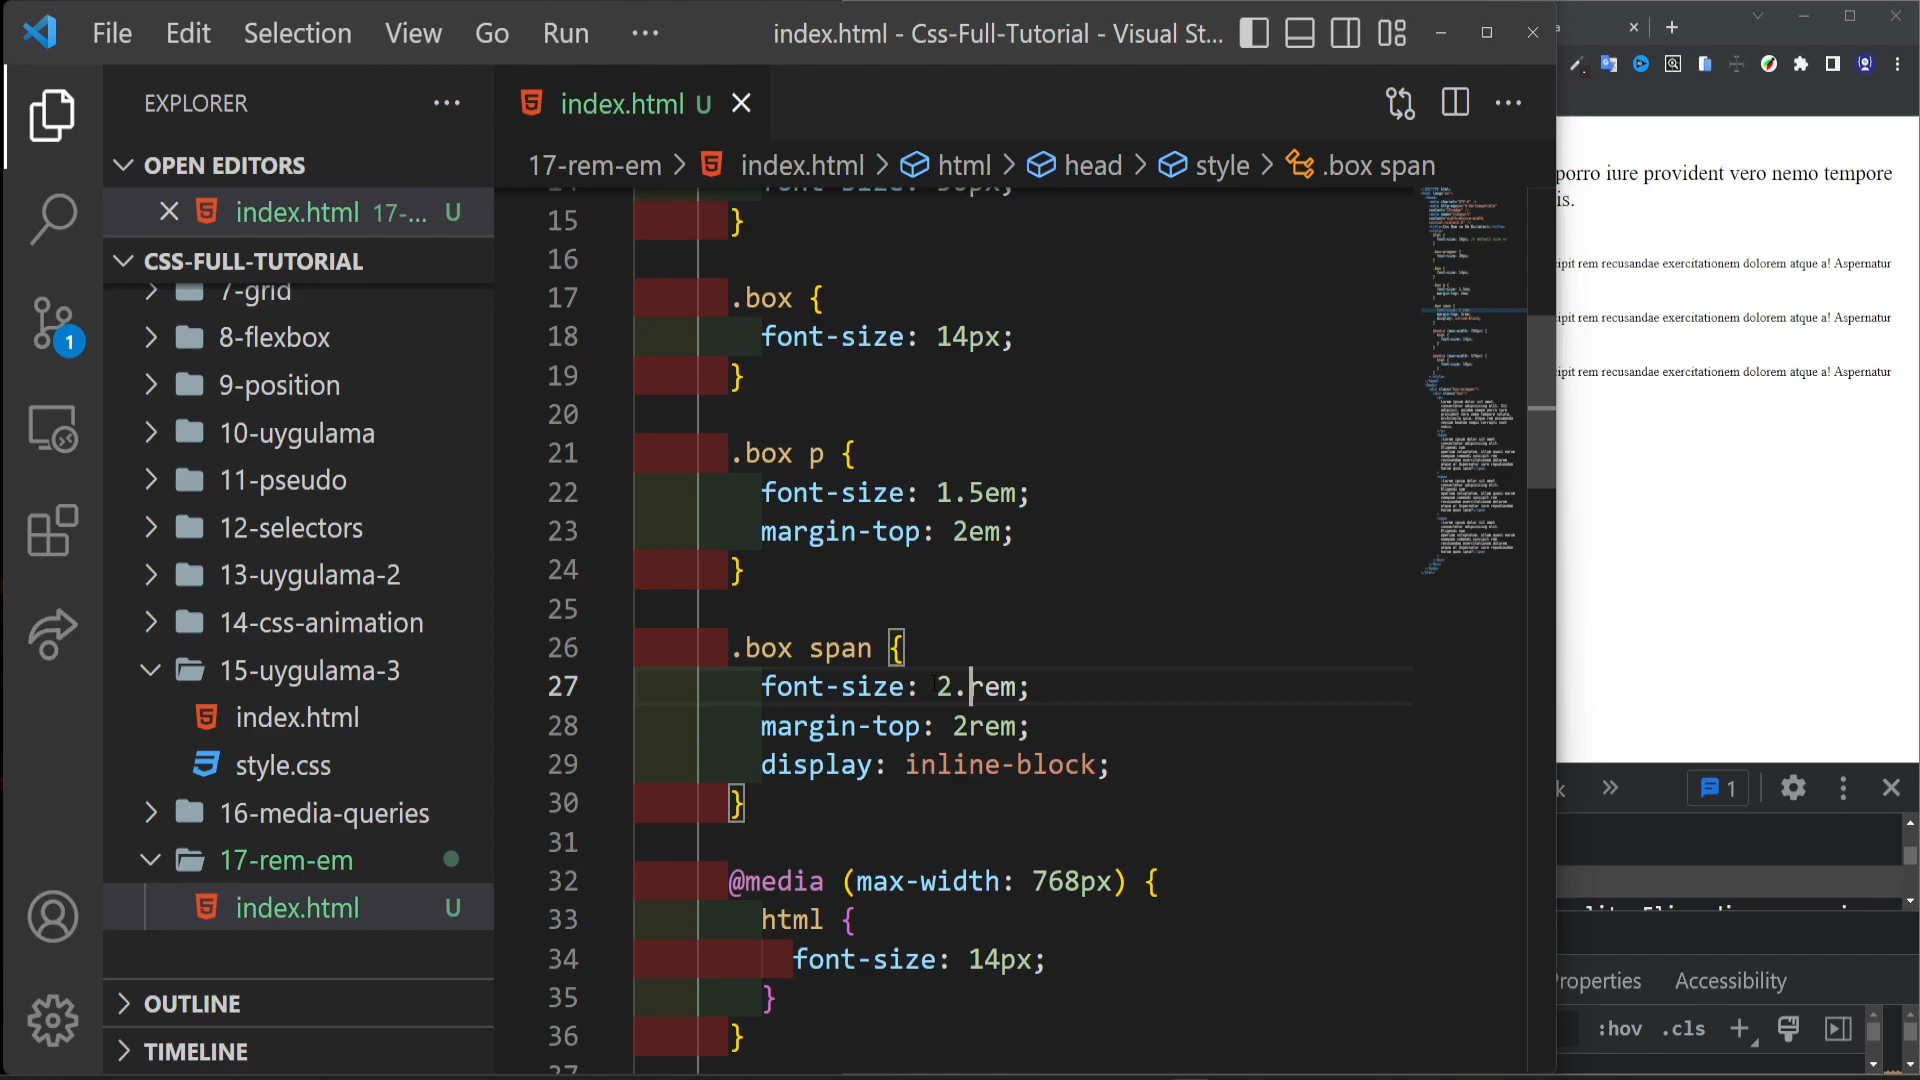 File Edit Selection View Go Run ··· index.html - Css-Full-Tutorial - Visual St...
EXPLORER ···
index.html U
OPEN EDITORS
17-rem-em > index.html > html > head > style > .box span
index.html 17-... U
CSS-FULL-TUTORIAL
7-grid
8-flexbox
9-position
10-uygulama
11-pseudo
12-selectors
13-uygulama-2
14-css-animation
15-uygulama-3
index.html
style.css
16-media-queries
17-rem-em
index.html U
OUTLINE
TIMELINE
1
15 }
16
17 .box {
18 font-size: 14px;
19 }
20
21 .box p {
22 font-size: 1.5em;
23 margin-top: 2em;
24 }
25
26 .box span {
27 font-size: 2.rem;
28 margin-top: 2rem;
29 display: inline-block;
30 }
31
32 @media (max-width: 768px) {
33 html {
34 font-size: 14px;
35 }
36 }
porro iure provident vero nemo tempore
is.
cipit rem recusandae exercitationem dolorem atque a! Aspernatur
cipit rem recusandae exercitationem dolorem atque a! Aspernatur
cipit rem recusandae exercitationem dolorem atque a! Aspernatur
1
Properties Accessibility
:hov .cls